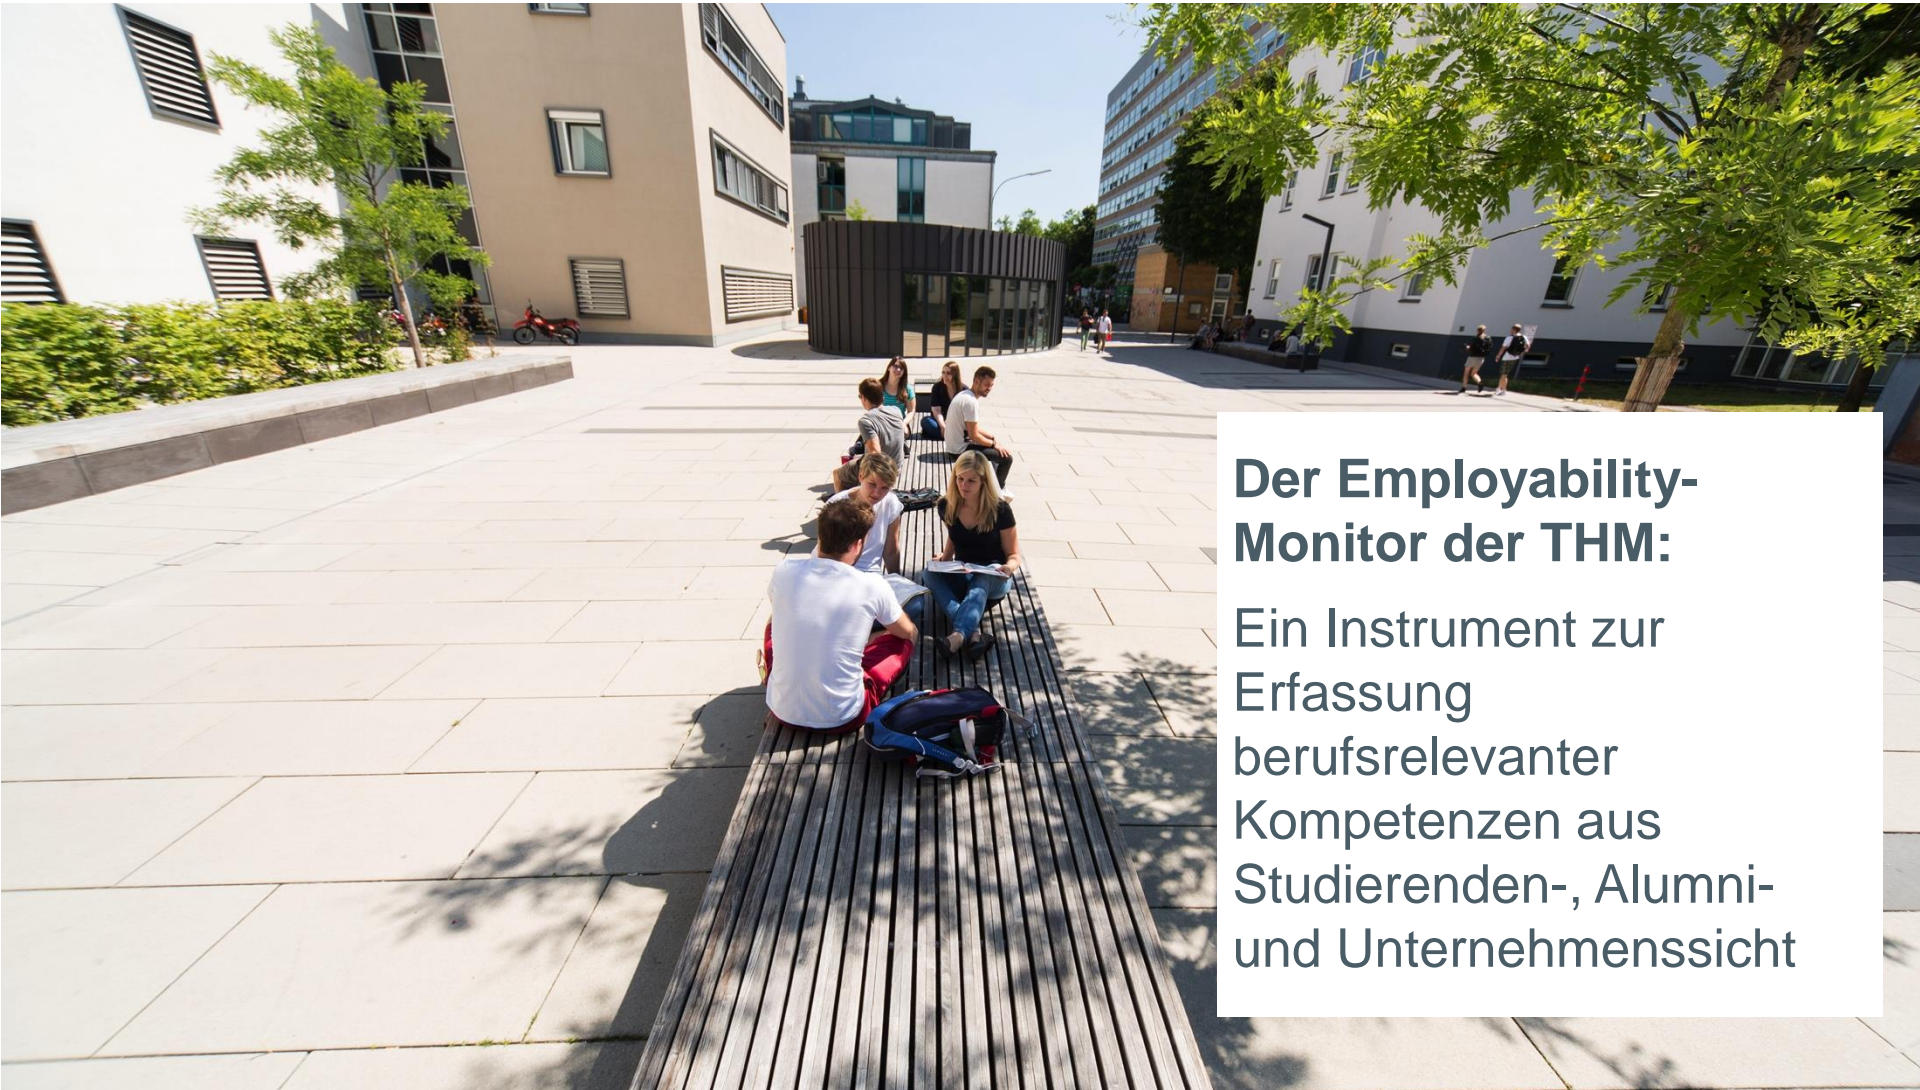 Der Employability-
Monitor der THM:
Ein Instrument zur
Erfassung
berufsrelevanter
Kompetenzen aus
Studierenden-, Alumni-
und Unternehmenssicht